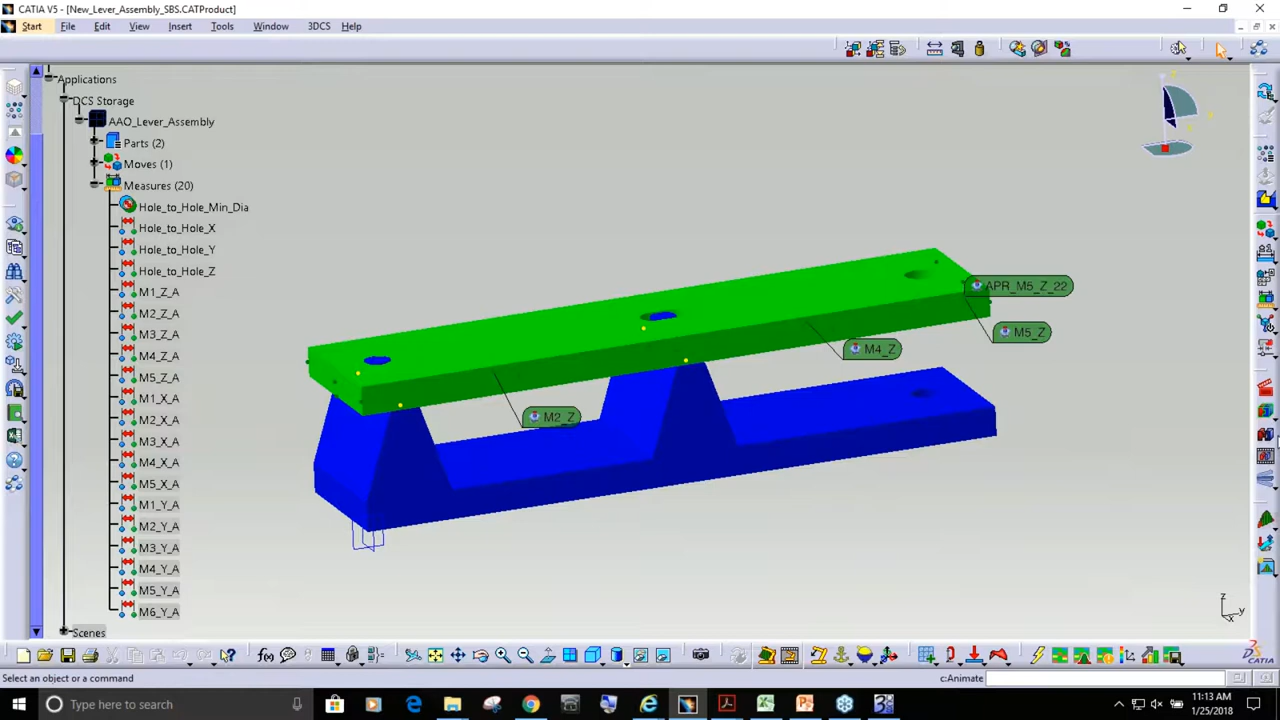 CATIA V5 - [New_Lever_Assembly_SBS.CATProduct]
Start File Edit View Insert Tools Window 3DCS Help
Applications
DCS Storage
AAO_Lever_Assembly
Parts (2)
Moves (1)
Measures (20)
Hole_to_Hole_Min_Dia
Hole_to_Hole_X
Hole_to_Hole_Y
Hole_to_Hole_Z
M1_Z_A
M2_Z_A
M3_Z_A
M4_Z_A
M5_Z_A
M1_X_A
M2_X_A
M3_X_A
M4_X_A
M5_X_A
M1_Y_A
M2_Y_A
M3_Y_A
M4_Y_A
M5_Y_A
M6_Y_A
Scenes
APR_M5_Z_22
M5_Z
M4_Z
M2_Z
z
y
x
f(x)
Select an object or a command
c:Animate
Type here to search
11:13 AM
1/25/2018